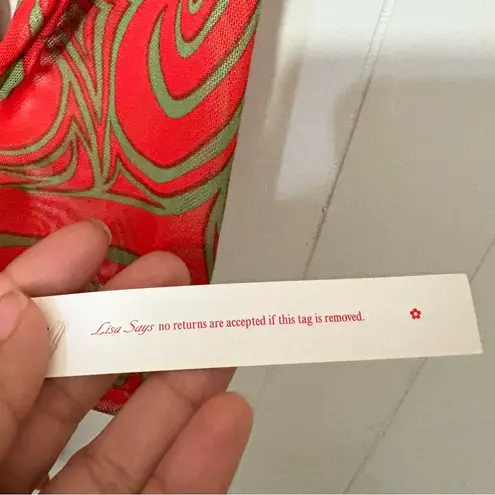 Lisa Says no returns are accepted if this tag is removed.